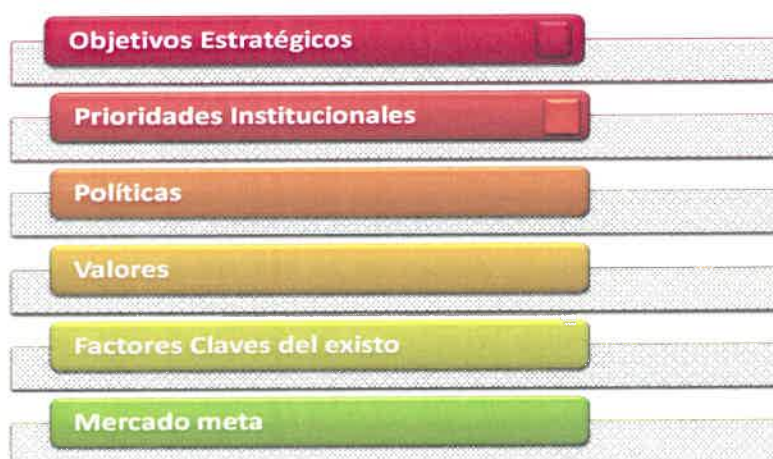 Objetivos Estratégicos
Prioridades Institucionales
Políticas
Valores
Factores Claves del existo
Mercado meta